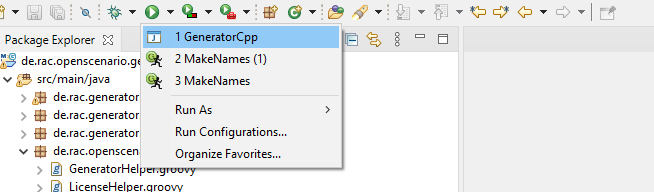 1 GeneratorCpp
Package Explorer
2 MakeNames (1)
de.rac.openscenario.ge
3 MakeNames
src/main/java
de.rac.generator
Run As
de.rac.generator
Run Configurations...
de.rac.generator
Organize Favorites...
de.rac.opensc
GeneratorHelper.groovy
LicenseHelper.groovy